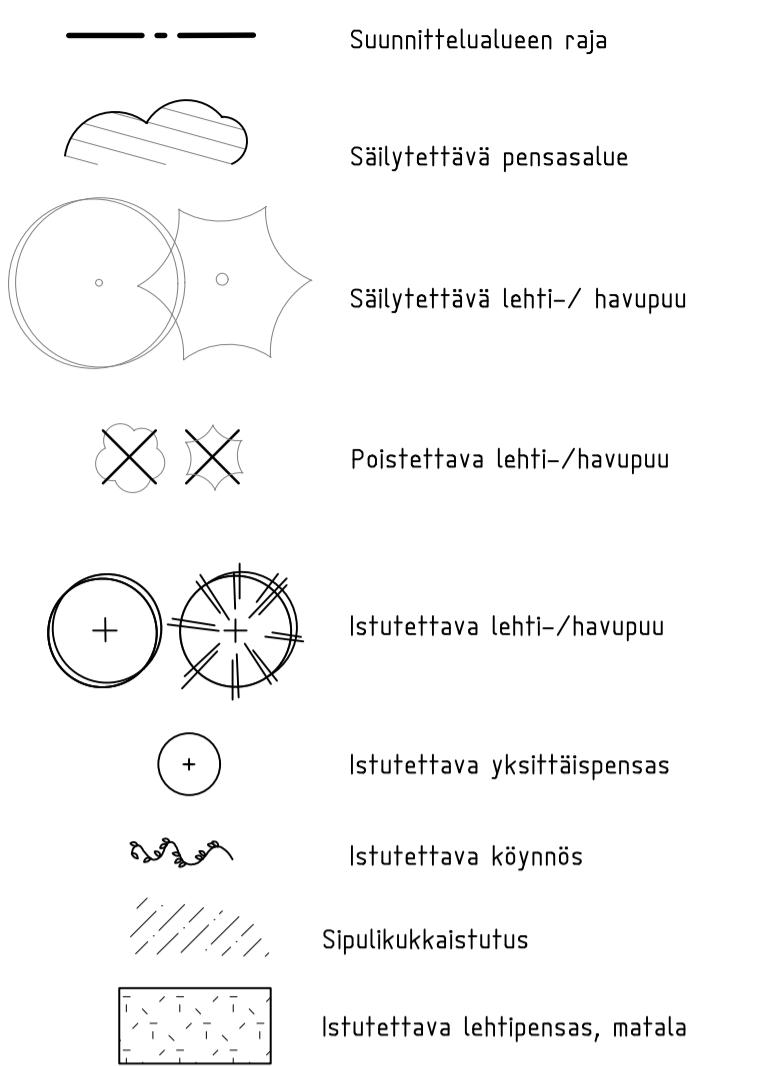 Suunnittelualueen raja
Säilytettävä pensasalue
Säilytettävä lehti-/ havupuu
Poistettava lehti-/havupuu
Istutettava lehti-/havupuu
Istutettava yksittäispensas
Istutettava köynnös
Sipulikukkaistutus
Istutettava lehtipensas, matala